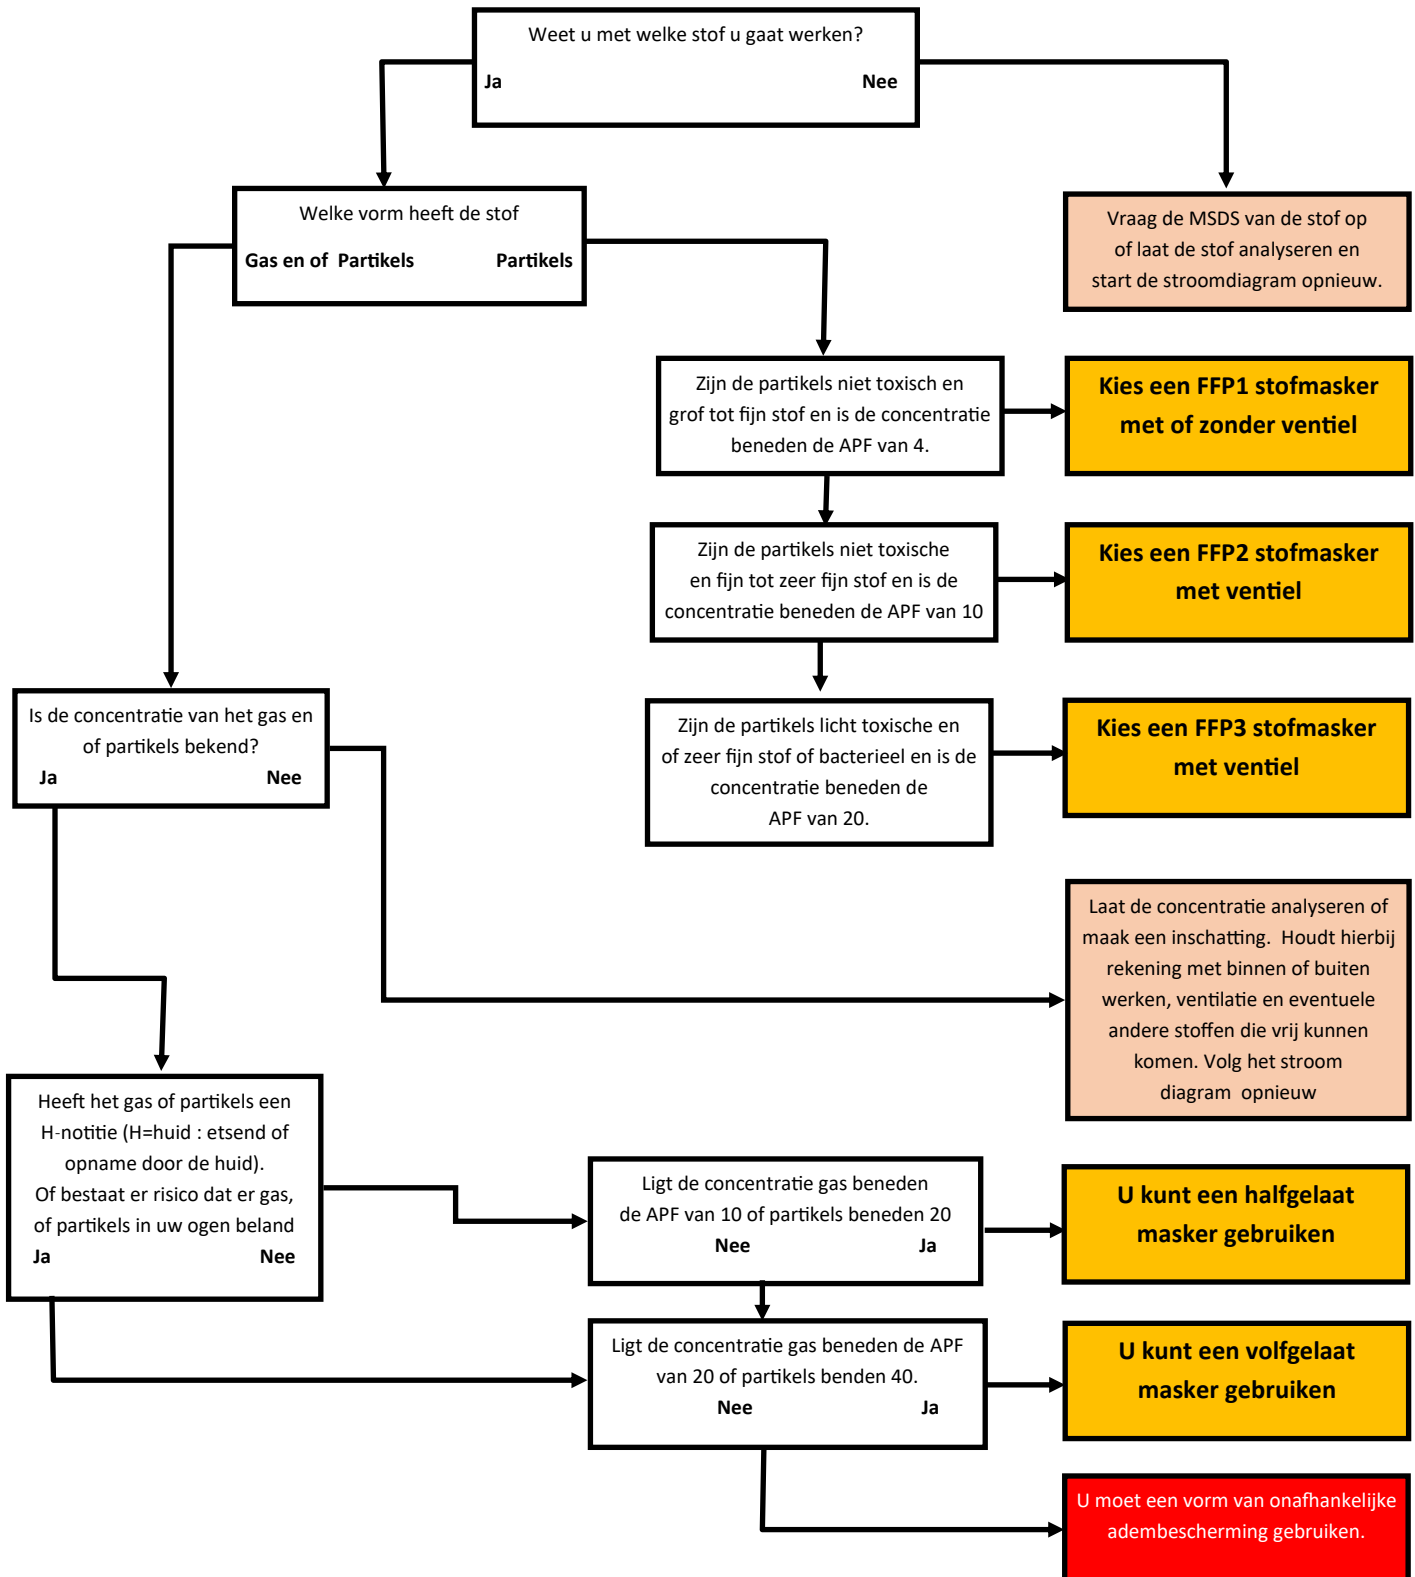 Weet u met welke stof u gaat werken?
Ja Nee
Welke vorm heeft de stof
Gas en of Partikels Partikels
Vraag de MSDS van de stof op
of laat de stof analyseren en
start de stroomdiagram opnieuw.
Zijn de partikels niet toxisch en
grof tot fijn stof en is de concentratie
beneden de APF van 4.
Kies een FFP1 stofmasker
met of zonder ventiel
Zijn de partikels niet toxische
en fijn tot zeer fijn stof en is de
concentratie beneden de APF van 10
Kies een FFP2 stofmasker
met ventiel
Is de concentratie van het gas en
of partikels bekend?
Ja Nee
Zijn de partikels licht toxische en
of zeer fijn stof of bacterieel en is de
concentratie beneden de
APF van 20.
Kies een FFP3 stofmasker
met ventiel
Laat de concentratie analyseren of
maak een inschatting. Houdt hierbij
rekening met binnen of buiten
werken, ventilatie en eventuele
andere stoffen die vrij kunnen
komen. Volg het stroom
diagram opnieuw
Heeft het gas of partikels een
H-notitie (H=huid : etsend of
opname door de huid).
Of bestaat er risico dat er gas,
of partikels in uw ogen beland
Ja Nee
Ligt de concentratie gas beneden
de APF van 10 of partikels beneden 20
Nee Ja
U kunt een halfgelaat
masker gebruiken
Ligt de concentratie gas beneden de APF
van 20 of partikels benden 40.
Nee Ja
U kunt een volfgelaat
masker gebruiken
U moet een vorm van onafhankelijke
adembescherming gebruiken.